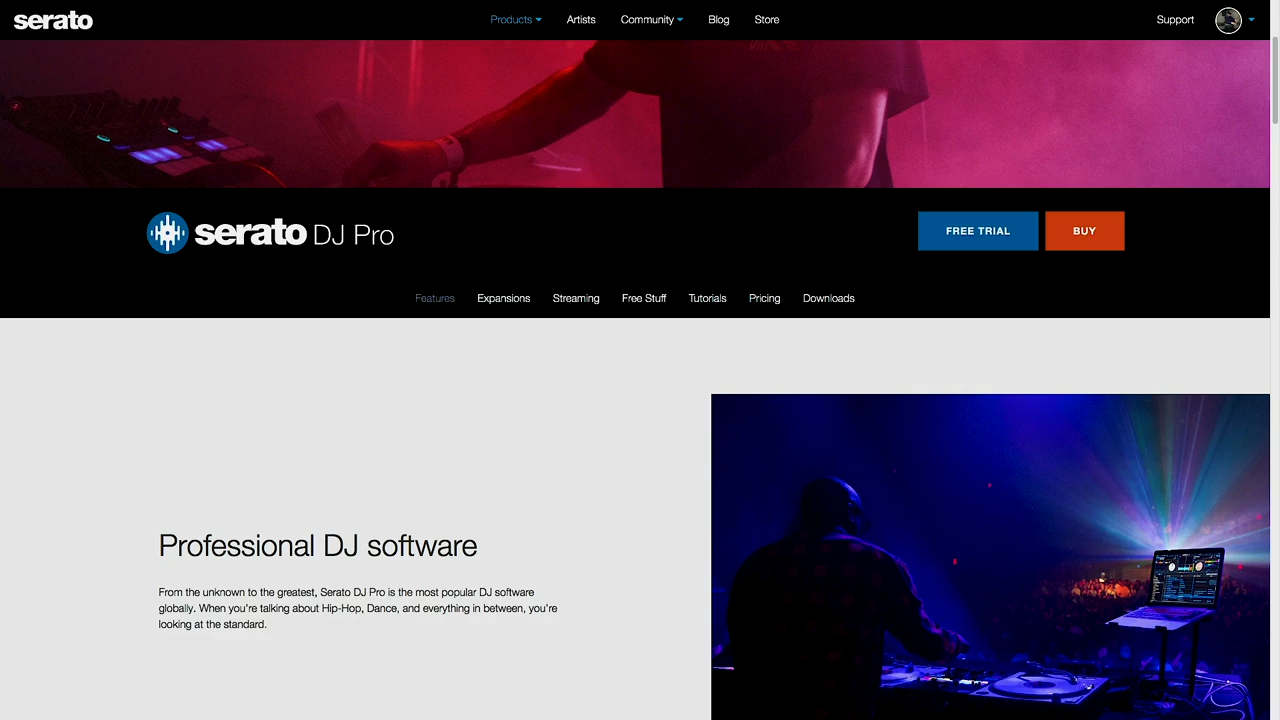 serato
Products Artists Community Blog Store Support
serato DJ Pro
FREE TRIAL BUY
Features Expansions Streaming Free Stuff Tutorials Pricing Downloads
Professional DJ software
From the unknown to the greatest, Serato DJ Pro is the most popular DJ software
globally. When you're talking about Hip-Hop, Dance, and everything in between, you're
looking at the standard.